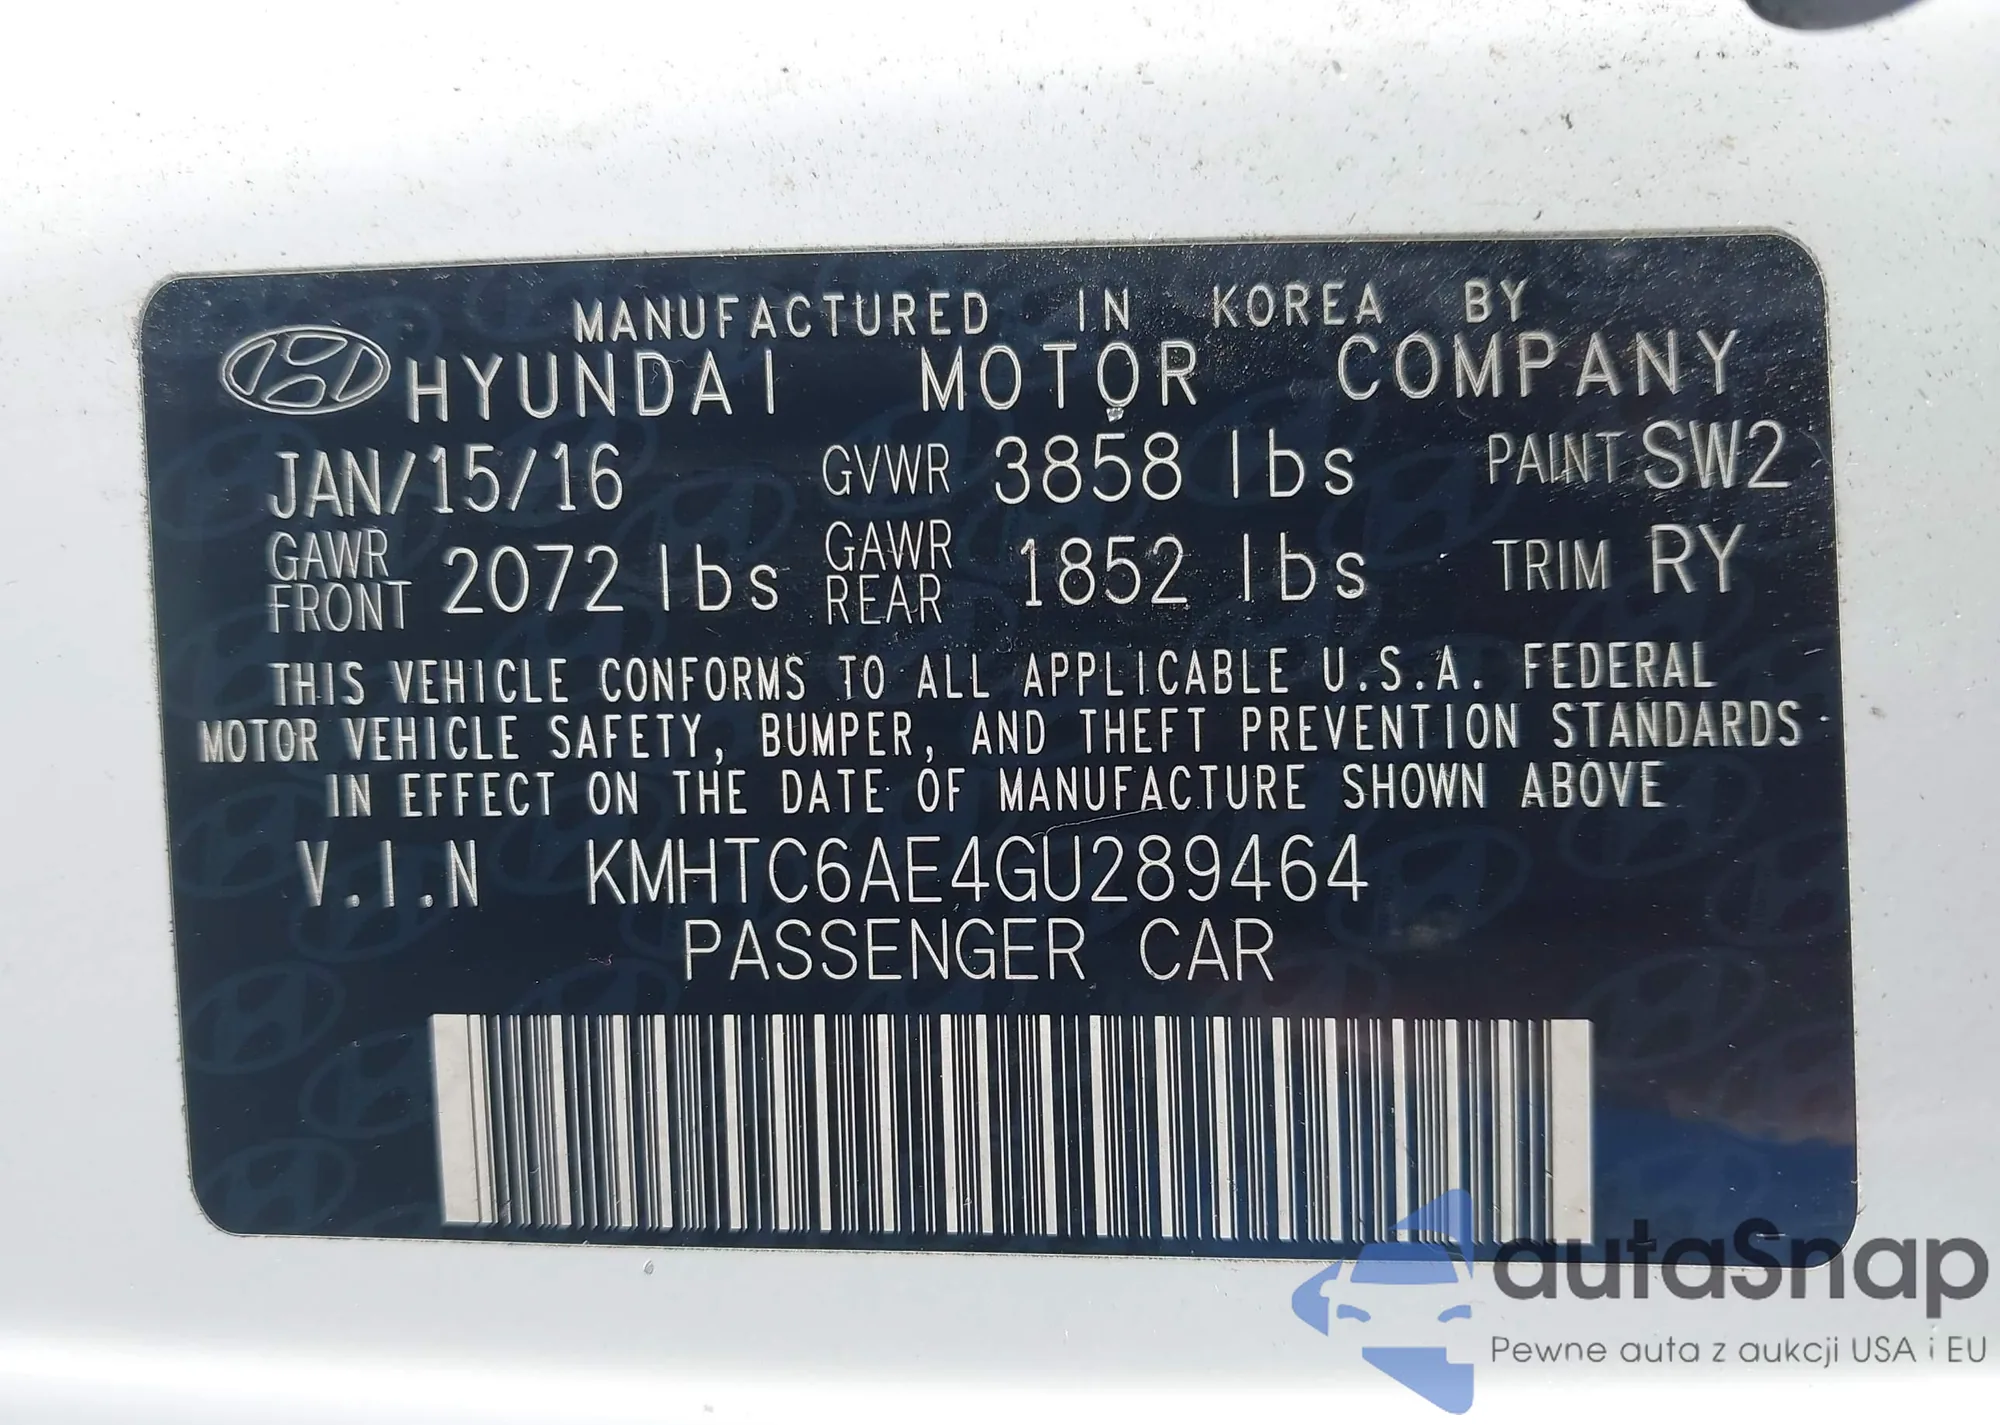 MANUFACTURED IN KOREA BY
HYUNDAI MOTOR COMPANY
JAN/15/16 GVWR 3858 lbs PAINT SW2
GAWR FRONT 2072 lbs GAWR REAR 1852 lbs TRIM RY
THIS VEHICLE CONFORMS TO ALL APPLICABLE U.S.A. FEDERAL
MOTOR VEHICLE SAFETY, BUMPER, AND THEFT PREVENTION STANDARDS
IN EFFECT ON THE DATE OF MANUFACTURE SHOWN ABOVE
V.I.N KMHTC6AE4GU289464
PASSENGER CAR
autaSnap
Pewne auta z aukcji USA i EU